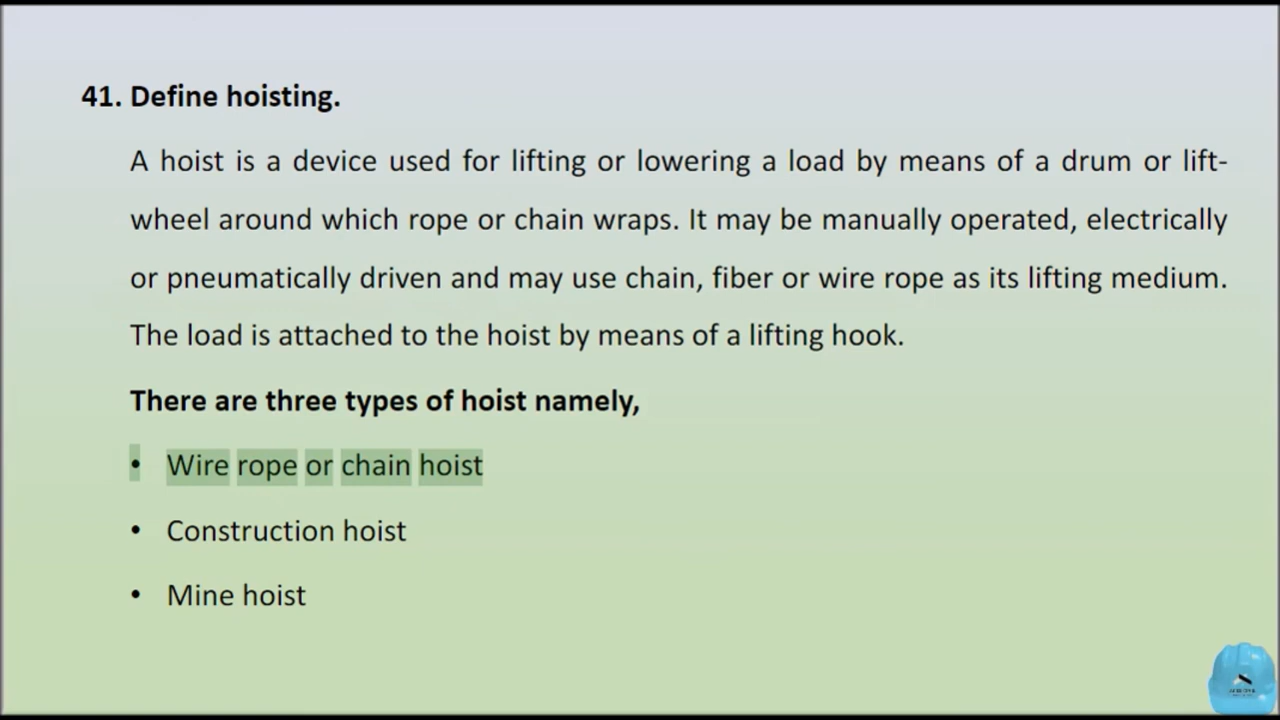 41. Define hoisting.
A hoist is a device used for lifting or lowering a load by means of a drum or lift-
wheel around which rope or chain wraps. It may be manually operated, electrically
or pneumatically driven and may use chain, fiber or wire rope as its lifting medium.
The load is attached to the hoist by means of a lifting hook.
There are three types of hoist namely,
• Wire rope or chain hoist
• Construction hoist
• Mine hoist